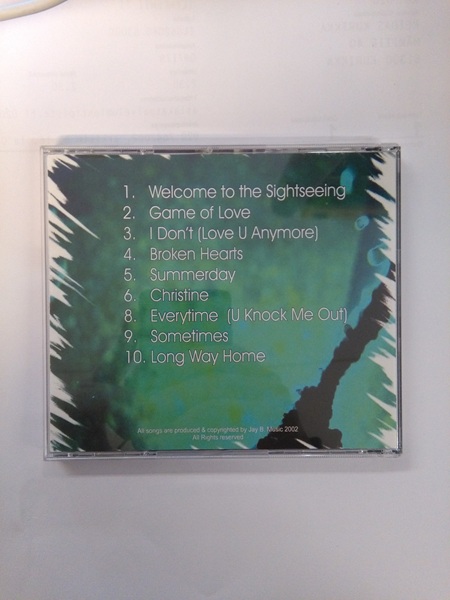 1. Welcome to the Sightseeing
2. Game of Love
3. I Don't (Love U Anymore)
4. Broken Hearts
5. Summerday
6. Christine
8. Everytime (U Knock Me Out)
9. Sometimes
10. Long Way Home
All songs are produced & copyrighted by Jay B. Music 2002
All Rights reserved